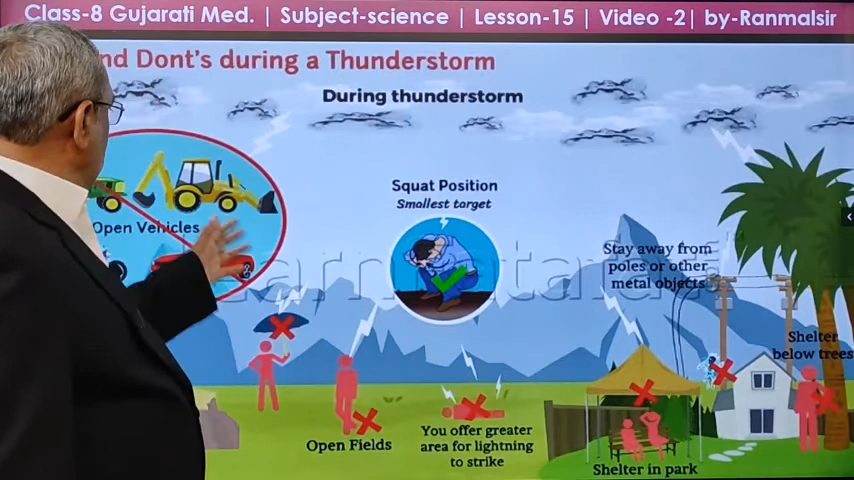 Class-8 Gujarati Med. | Subject-science | Lesson-15 | Video -2| by-Ranmalsir
nd Dont's during a Thunderstorm
During thunderstorm
Squat Position
Smallest target
Open Vehicles
Stay away from
poles or other
metal objects
Shelter
below trees
Open Fields
You offer greater
area for lightning
to strike
Shelter in park